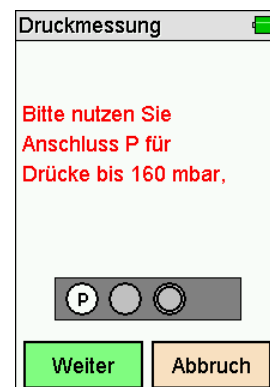 Druckmessung
Bitte nutzen Sie
Anschluss P für
Drücke bis 160 mbar,
P
Weiter Abbruch